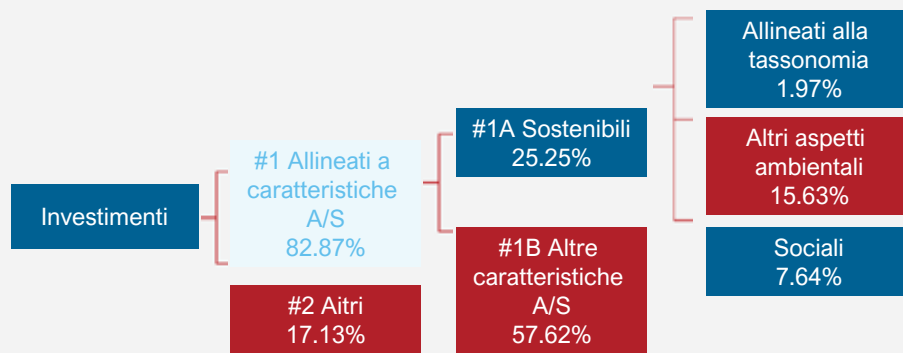 Investimenti
#1 Allineati a
caratteristiche
A/S
82.87%
#2 Aitri
17.13%
#1A Sostenibili
25.25%
#1B Altre
caratteristiche
A/S
57.62%
Allineati alla
tassonomia
1.97%
Altri aspetti
ambientali
15.63%
Sociali
7.64%